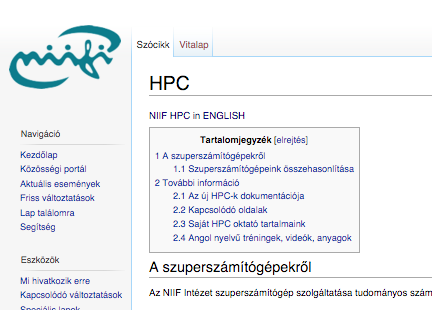 niifi
Szócikk Vitalap
HPC
NIIF HPC in ENGLISH
Tartalomjegyzék [elrejtés]
1 A szuperszámítógépekről
1.1 Szuperszámítógépeink összehasonlítása
2 További információ
2.1 Az új HPC-k dokumentációja
2.2 Kapcsolódó oldalak
2.3 Saját HPC oktató tartalmaink
2.4 Angol nyelvű tréningek, videók, anyagok
A szuperszámítógépekről
Az NIIF Intézet szuperszámítógép szolgáltatása tudományos szám
Navigáció
Kezdőlap
Közösségi portál
Aktuális események
Friss változtatások
Lap találomra
Segítség
Eszközök
Mi hivatkozik erre
Kapcsolódó változtatások
Speciális lapok